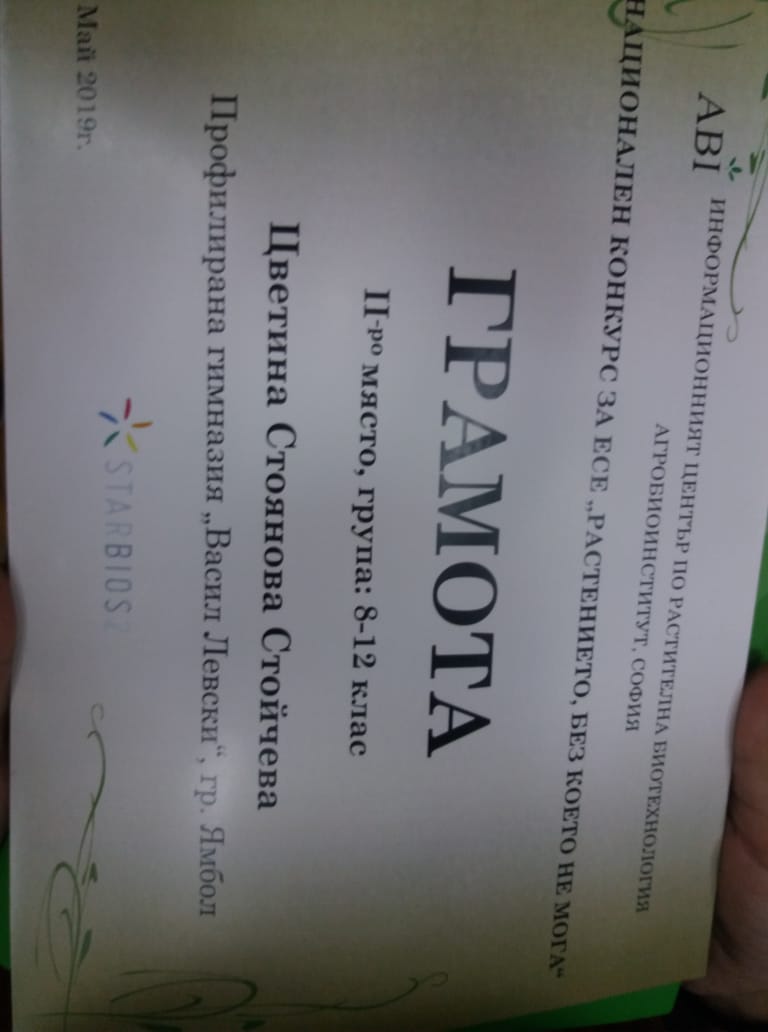 ABI
ИНФОРМАЦИОННИЯТ ЦЕНТЪР ПО РАСТИТЕЛНА БИОТЕХНОЛОГИЯ
АГРОБИОИНСТИТУТ, СОФИЯ
НАЦИОНАЛЕН КОНКУРС ЗА ЕСЕ „РАСТЕНИЕТО, БЕЗ КОЕТО НЕ МОГА“
ГРАМОТА
II-ро място, група: 8-12 клас
Цветина Стоянова Стойчева
Профилирана гимназия „Васил Левски“, гр. Ямбол
STARBIOS2
Май 2019г.